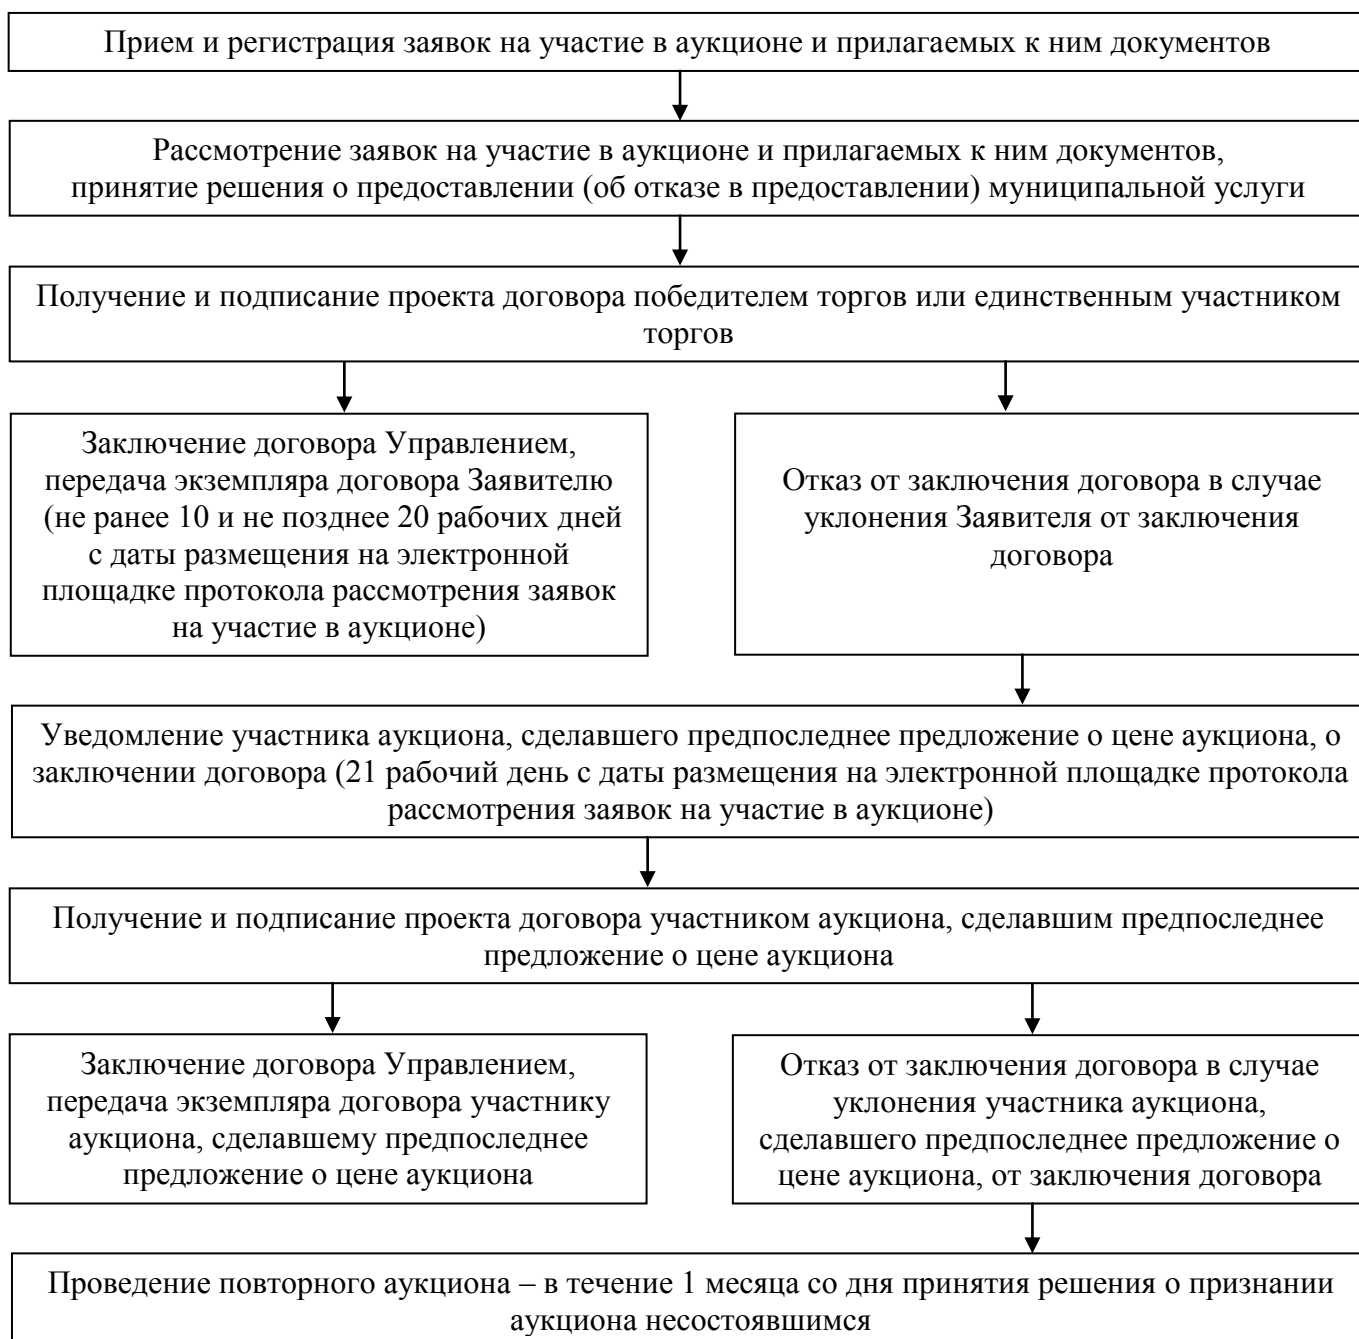 Прием и регистрация заявок на участие в аукционе и прилагаемых к ним документов
Рассмотрение заявок на участие в аукционе и прилагаемых к ним документов,
принятие решения о предоставлении (об отказе в предоставлении) муниципальной услуги
Получение и подписание проекта договора победителем торгов или единственным участником
торгов
Заключение договора Управлением,
передача экземпляра договора Заявителю
(не ранее 10 и не позднее 20 рабочих дней
с даты размещения на электронной
площадке протокола рассмотрения заявок
на участие в аукционе)
Отказ от заключения договора в случае
уклонения Заявителя от заключения
договора
Уведомление участника аукциона, сделавшего предпоследнее предложение о цене аукциона, о
заключении договора (21 рабочий день с даты размещения на электронной площадке протокола
рассмотрения заявок на участие в аукционе)
Получение и подписание проекта договора участником аукциона, сделавшим предпоследнее
предложение о цене аукциона
Заключение договора Управлением,
передача экземпляра договора участнику
аукциона, сделавшему предпоследнее
предложение о цене аукциона
Отказ от заключения договора в случае
уклонения участника аукциона,
сделавшего предпоследнее предложение о
цене аукциона, от заключения договора
Проведение повторного аукциона – в течение 1 месяца со дня принятия решения о признании
аукциона несостоявшимся